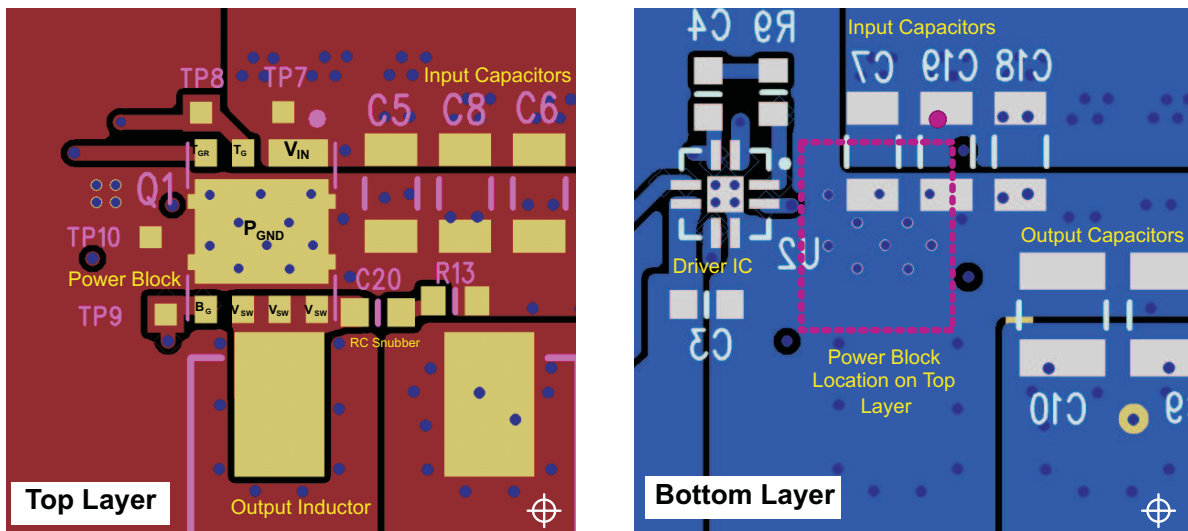 TP8
TP7
Input Capacitors
C5
C8
C6
TGR
TG
VIN
Q1
PGND
TP10
Power Block
C20
R13
TP9
BG
VSW
VSW
VSW
RC Snubber
Output Inductor
Top Layer
C4
R9
Input Capacitors
C7
C19
C18
U2
Driver IC
Output Capacitors
C3
Power Block
Location on Top
Layer
C10
C9
Bottom Layer